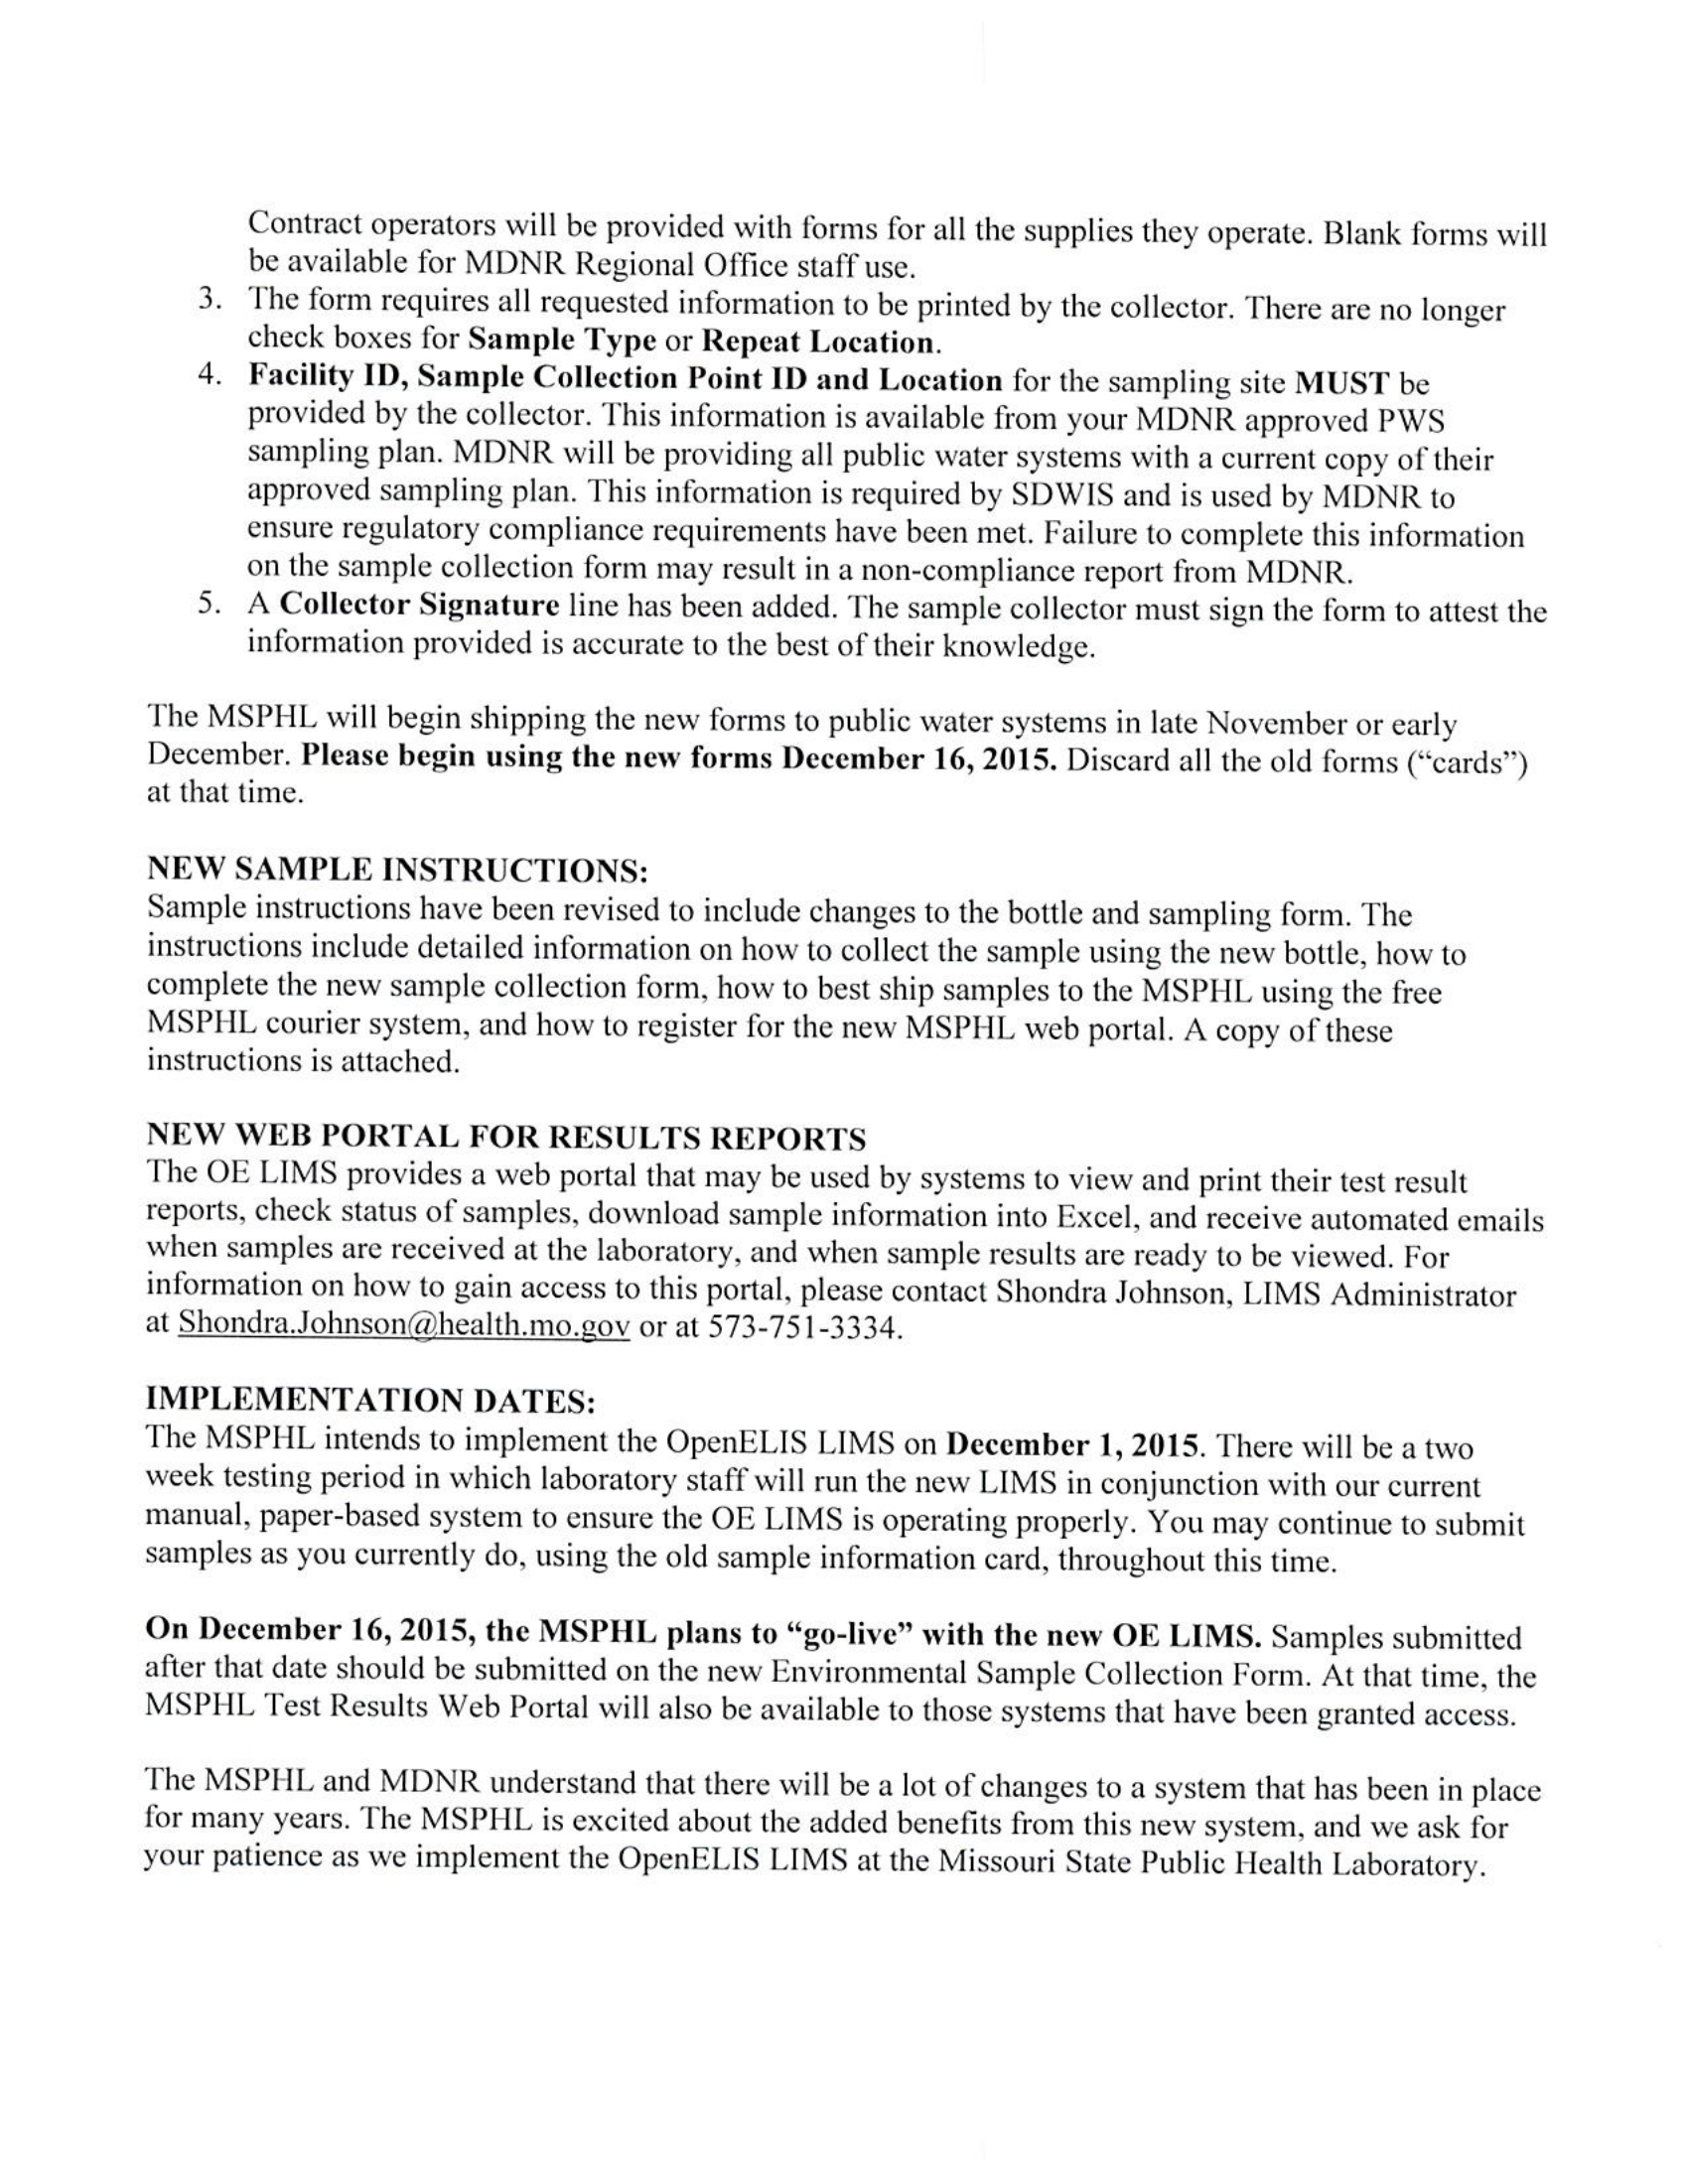 Contract operators will be provided with forms for all the supplies they operate. Blank forms will
be available for MDNR Regional Office staff use.
3. The form requires all requested information to be printed by the collector. There are no longer
check boxes for Sample Type or Repeat Location.
4. Facility ID, Sample Collection Point ID and Location for the sampling site MUST be
provided by the collector. This information is available from your MDNR approved PWS
sampling plan. MDNR will be providing all public water systems with a current copy of their
approved sampling plan. This information is required by SDWIS and is used by MDNR to
ensure regulatory compliance requirements have been met. Failure to complete this information
on the sample collection form may result in a non-compliance report from MDNR.
5. A Collector Signature line has been added. The sample collector must sign the form to attest the
information provided is accurate to the best of their knowledge.
The MSPHL will begin shipping the new forms to public water systems in late November or early
December. Please begin using the new forms December 16, 2015. Discard all the old forms (“cards”)
at that time.
NEW SAMPLE INSTRUCTIONS:
Sample instructions have been revised to include changes to the bottle and sampling form. The
instructions include detailed information on how to collect the sample using the new bottle, how to
complete the new sample collection form, how to best ship samples to the MSPHL using the free
MSPHL courier system, and how to register for the new MSPHL web portal. A copy of these
instructions is attached.
NEW WEB PORTAL FOR RESULTS REPORTS
The OE LIMS provides a web portal that may be used by systems to view and print their test result
reports, check status of samples, download sample information into Excel, and receive automated emails
when samples are received at the laboratory, and when sample results are ready to be viewed. For
information on how to gain access to this portal, please contact Shondra Johnson, LIMS Administrator
at Shondra.Johnson@health.mo.gov or at 573-751-3334.
IMPLEMENTATION DATES:
The MSPHL intends to implement the OpenELIS LIMS on December 1, 2015. There will be a two
week testing period in which laboratory staff will run the new LIMS in conjunction with our current
manual, paper-based system to ensure the OE LIMS is operating properly. You may continue to submit
samples as you currently do, using the old sample information card, throughout this time.
On December 16, 2015, the MSPHL plans to “go-live” with the new OE LIMS. Samples submitted
after that date should be submitted on the new Environmental Sample Collection Form. At that time, the
MSPHL Test Results Web Portal will also be available to those systems that have been granted access.
The MSPHL and MDNR understand that there will be a lot of changes to a system that has been in place
for many years. The MSPHL is excited about the added benefits from this new system, and we ask for
your patience as we implement the OpenELIS LIMS at the Missouri State Public Health Laboratory.